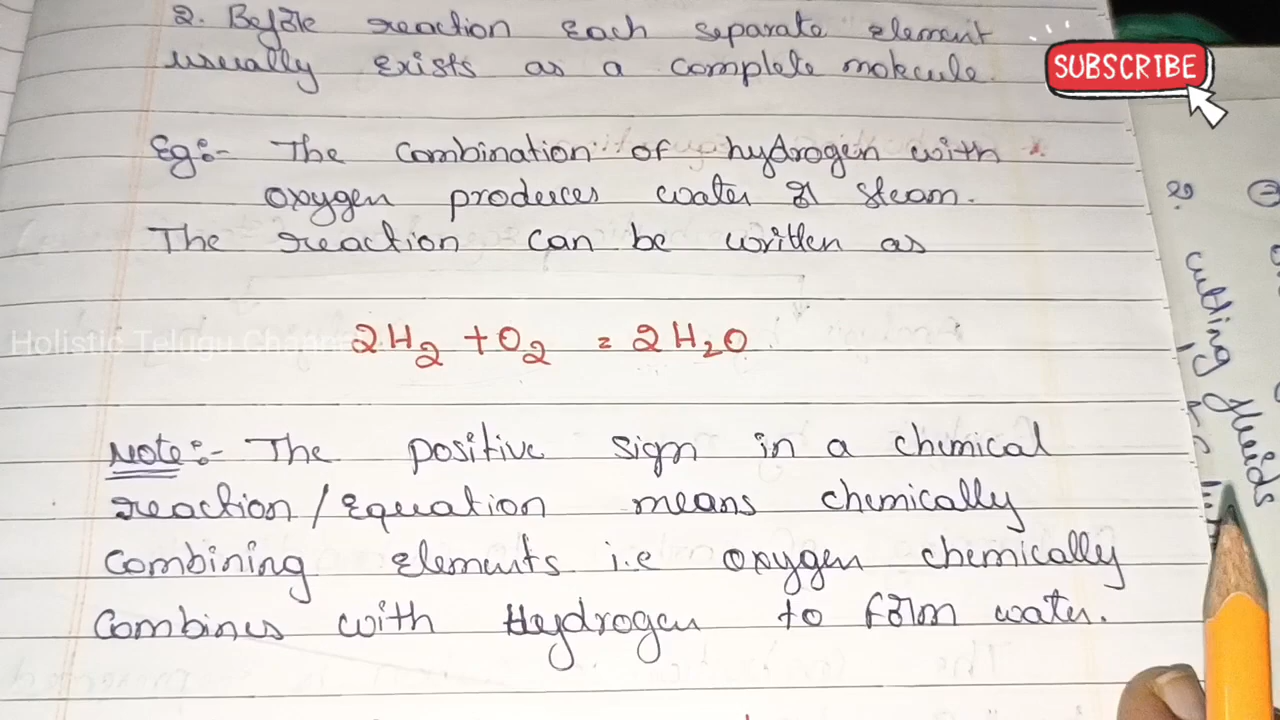 2. Before reaction each separate element
usually exists as a complete molecule.
SUBSCRIBE
Eg:- The combination of hydrogen with
oxygen produces water or steam.
The reaction can be written as
Holistic Telugu Channel
2H₂ + O₂ = 2H₂O
Note:- The positive sign in a chemical
reaction/Equation means chemically
combining elements i.e oxygen chemically
combines with Hydrogen to form water.
2. cutting fluids